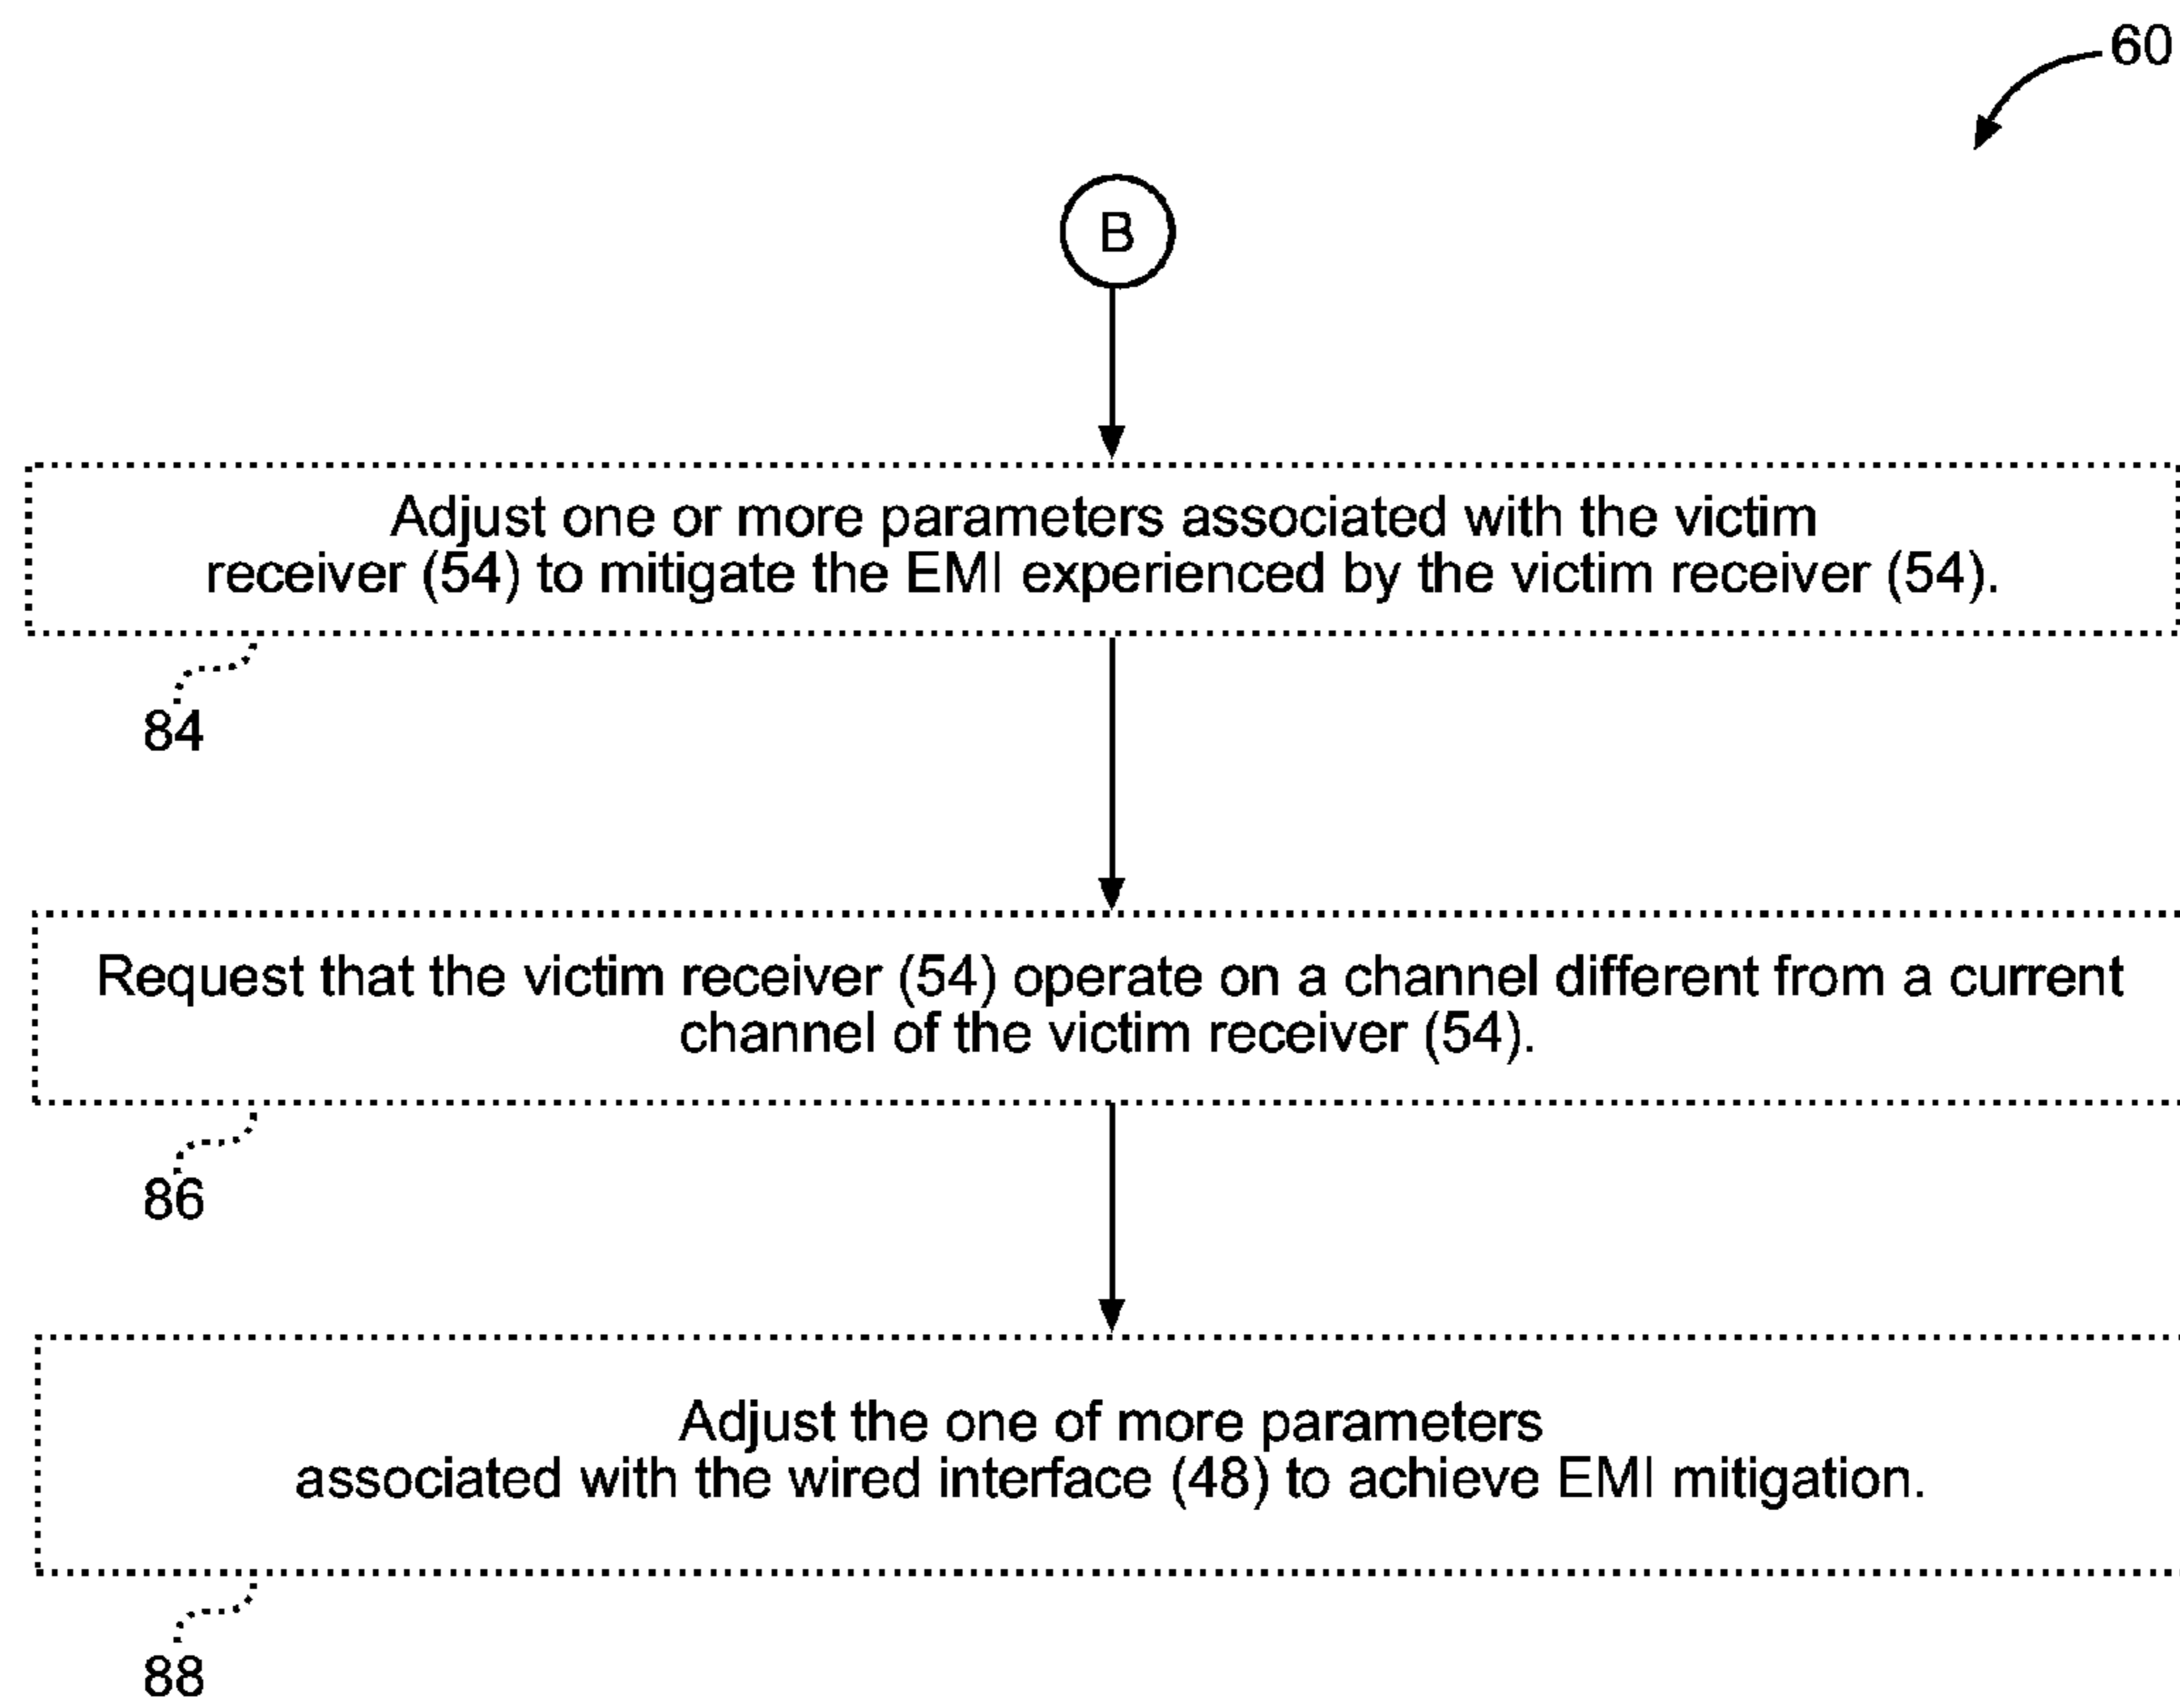 60
B
Adjust one or more parameters associated with the victim
receiver (54) to mitigate the EMI experienced by the victim receiver (54).
84
Request that the victim receiver (54) operate on a channel different from a current
channel of the victim receiver (54).
86
Adjust the one of more parameters
associated with the wired interface (48) to achieve EMI mitigation.
88